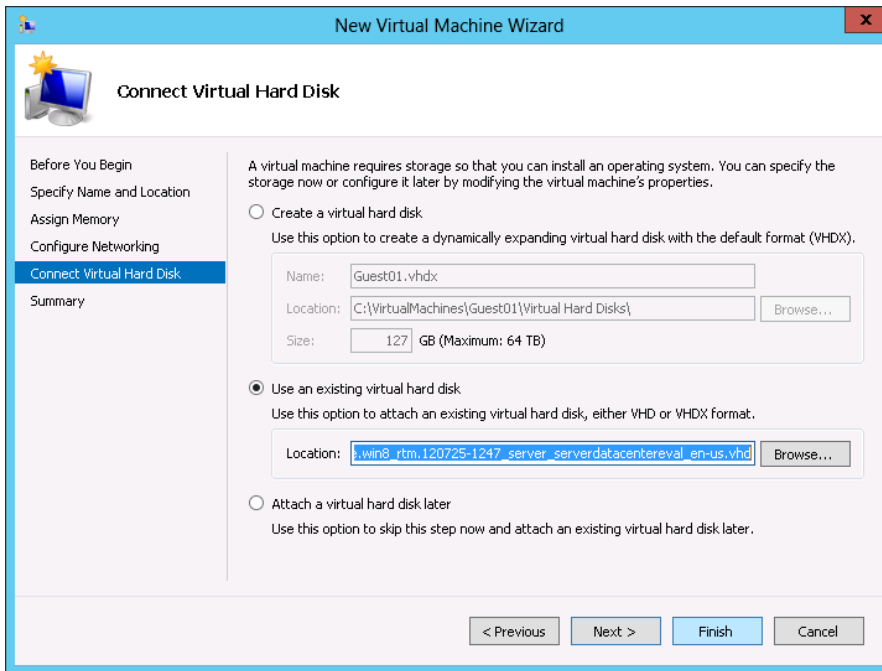 New Virtual Machine Wizard
x
Connect Virtual Hard Disk
Before You Begin
Specify Name and Location
Assign Memory
Configure Networking
Connect Virtual Hard Disk
Summary
A virtual machine requires storage so that you can install an operating system. You can specify the
storage now or configure it later by modifying the virtual machine's properties.
Create a virtual hard disk
Use this option to create a dynamically expanding virtual hard disk with the default format (VHDX).
Name: Guest01.vhdx
Location: C:\VirtualMachines\Guest01\Virtual Hard Disks\ Browse...
Size: 127 GB (Maximum: 64 TB)
Use an existing virtual hard disk
Use this option to attach an existing virtual hard disk, either VHD or VHDX format.
Location: .win8_rtm.120725-1247_server_serverdatacentereval_en-us.vhd Browse...
Attach a virtual hard disk later
Use this option to skip this step now and attach an existing virtual hard disk later.
< Previous Next > Finish Cancel